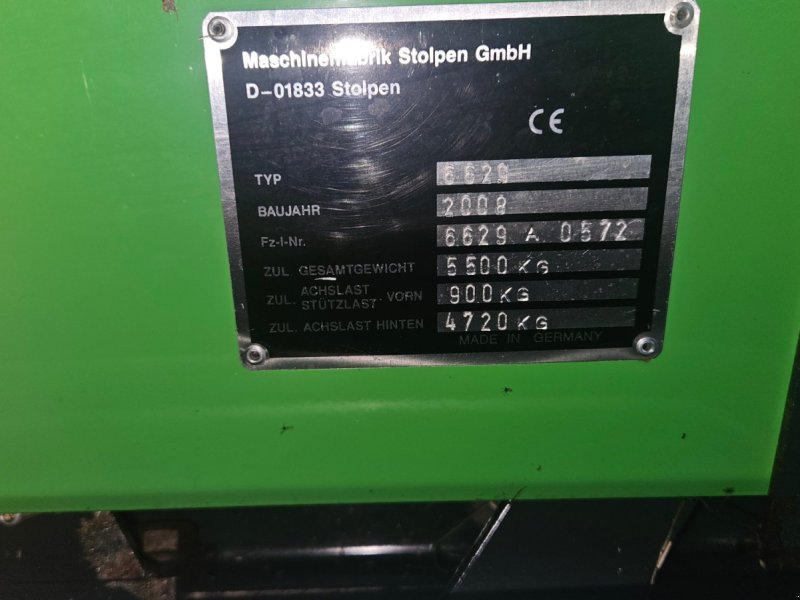 Maschinenfabrik Stolpen GmbH
D-01833 Stolpen
CE
TYP 6629
BAUJAHR 2008
Fz-I-Nr. 6629 A 0572
ZUL. GESAMTGEWICHT 5500 KG
ZUL. ACHSLAST STÜTZLAST VORN 900 KG
ZUL. ACHSLAST HINTEN 4720 KG
MADE IN GERMANY